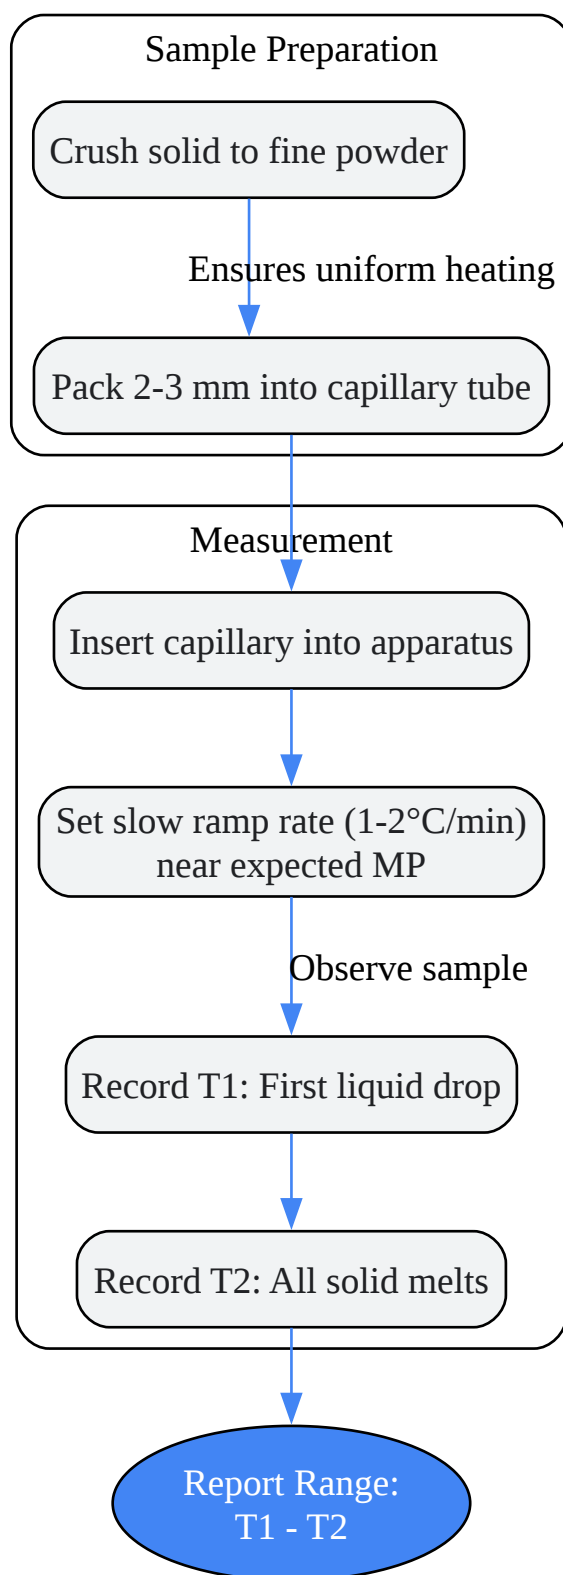 Sample Preparation
Crush solid to fine powder
Ensures uniform heating
Pack 2-3 mm into capillary tube
Measurement
Insert capillary into apparatus
Set slow ramp rate (1-2°C/min)
near expected MP
Observe sample
Record T1: First liquid drop
Record T2: All solid melts
Report Range:
T1 - T2